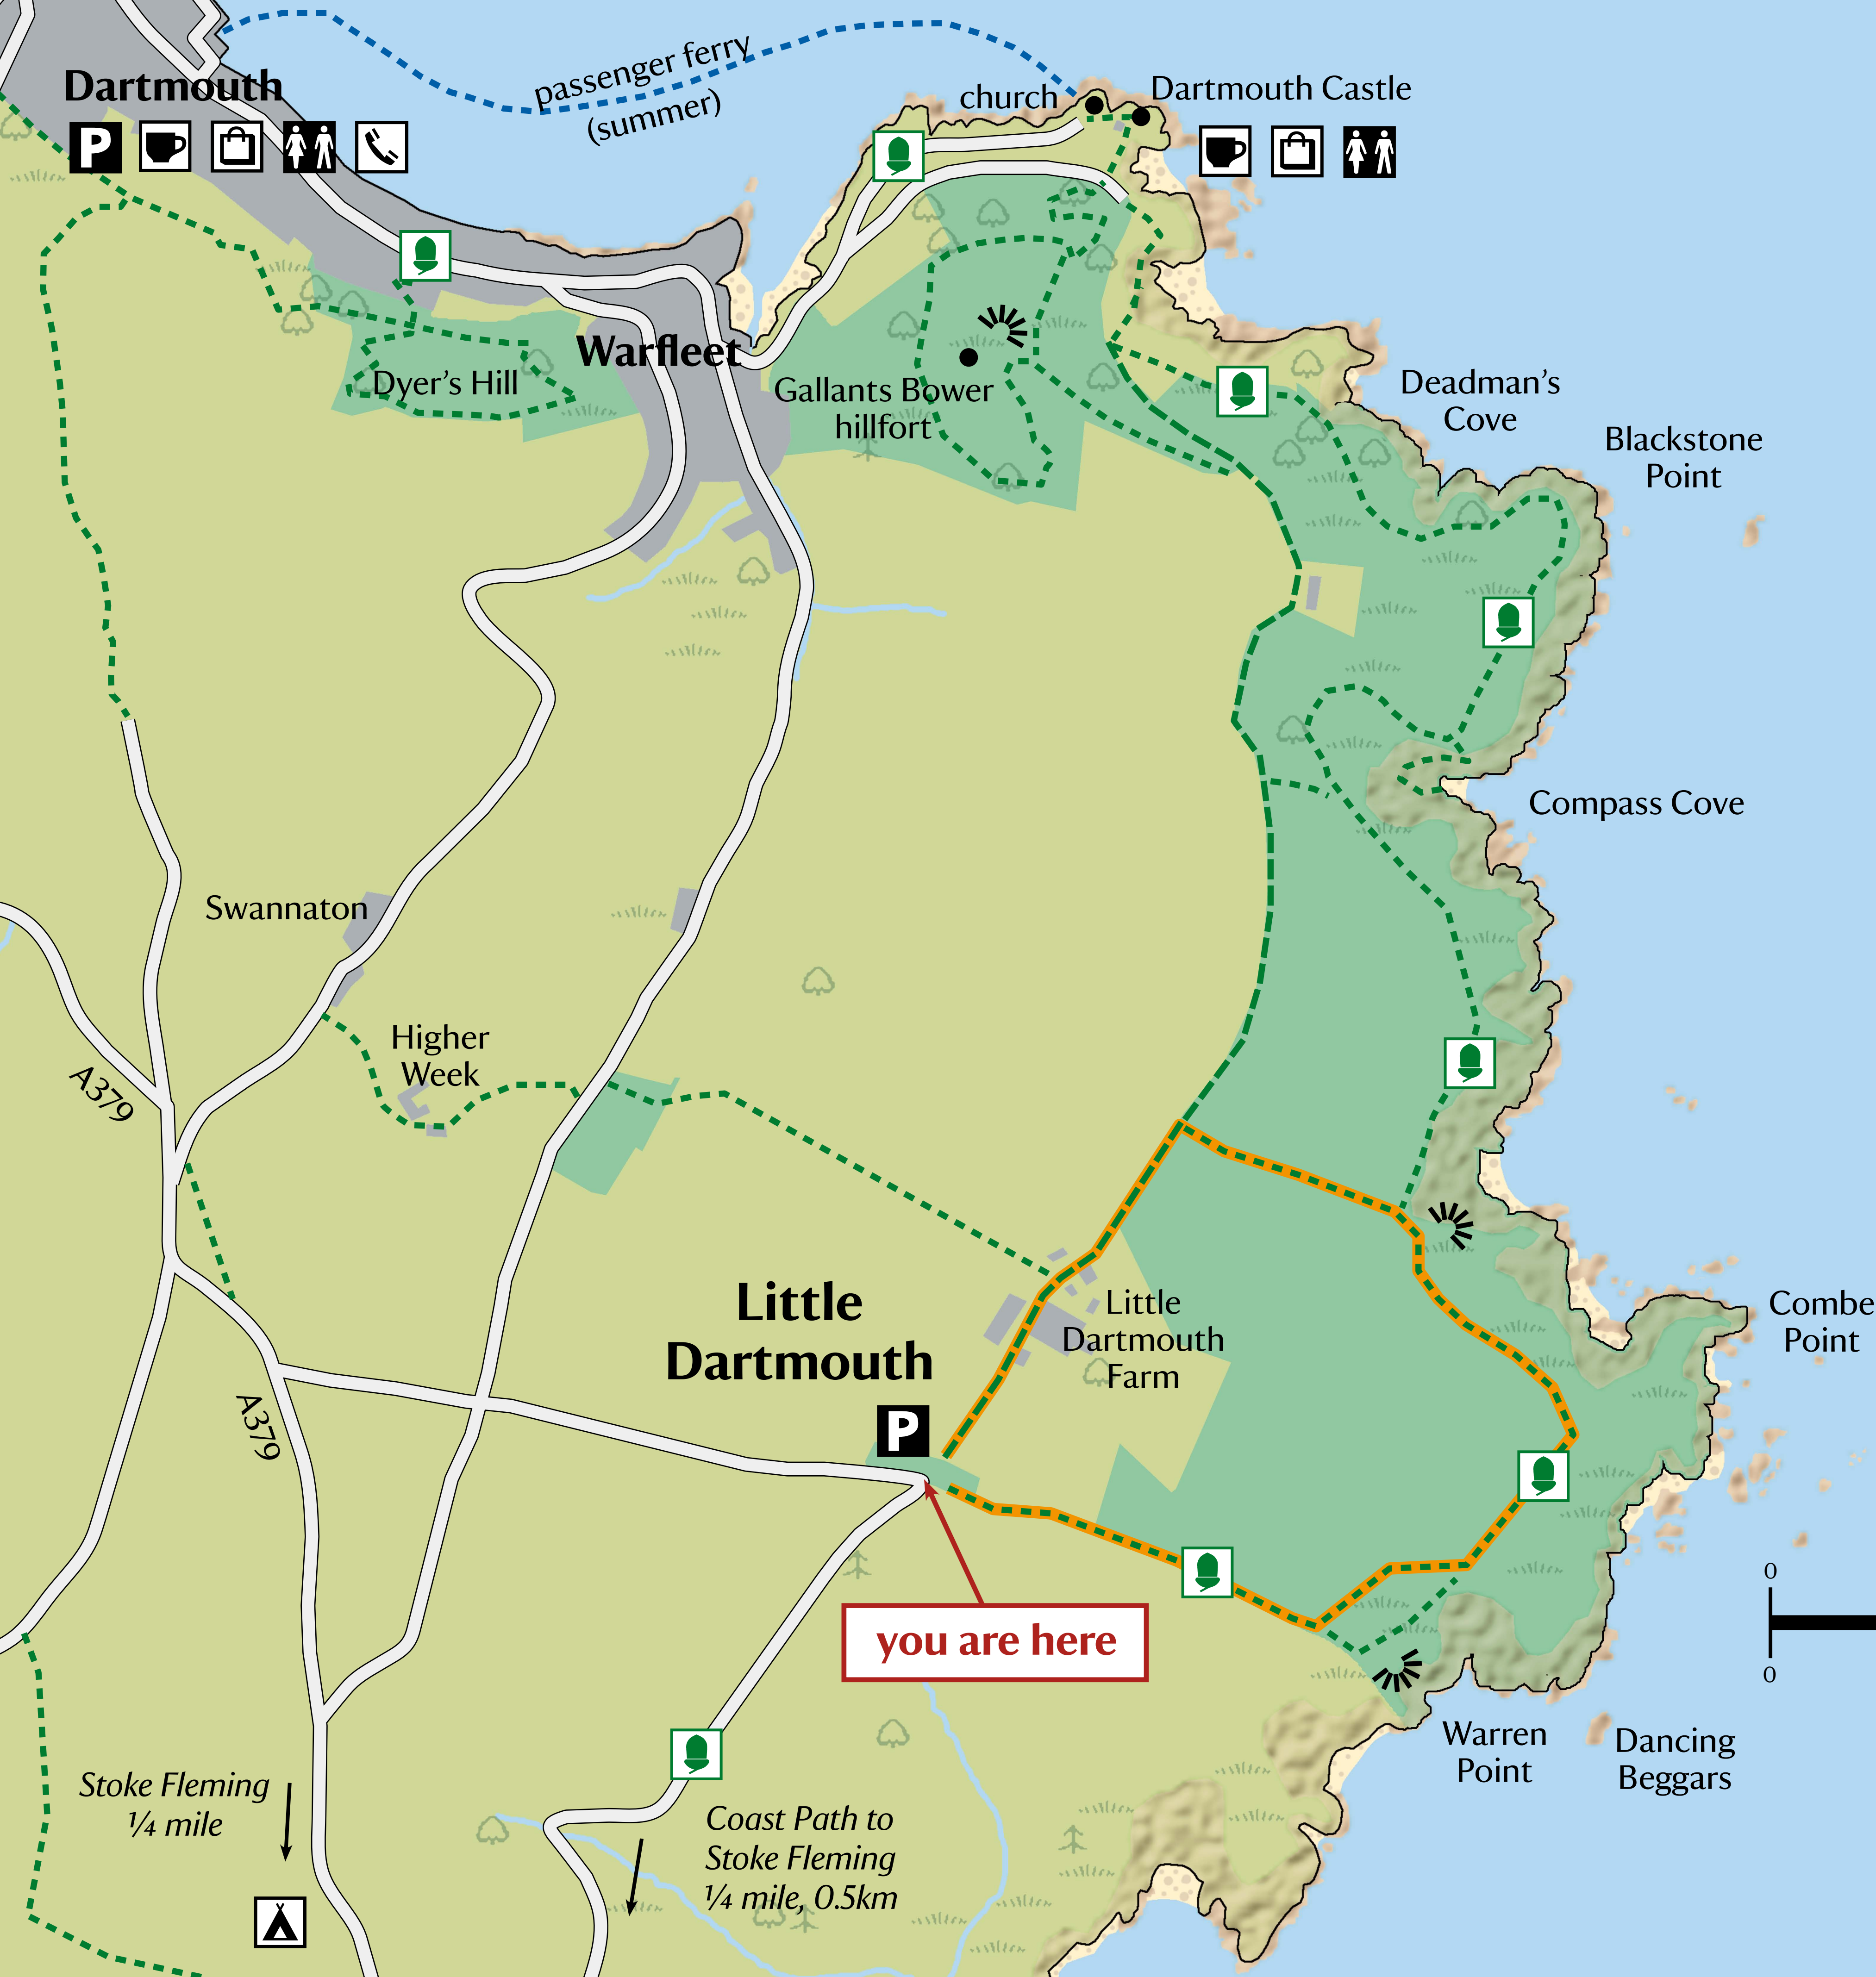 passenger ferry
(summer)
Dartmouth
P
church
Dartmouth Castle
Warfleet
Dyer's Hill
Gallants Bower
hillfort
Deadman's
Cove
Blackstone
Point
Compass Cove
Swannaton
Higher
Week
A379
Little
Dartmouth
P
Little
Dartmouth
Farm
Combe
Point
A379
you are here
0
0
Warren
Point
Dancing
Beggars
Stoke Fleming
¼ mile
Coast Path to
Stoke Fleming
¼ mile, 0.5km